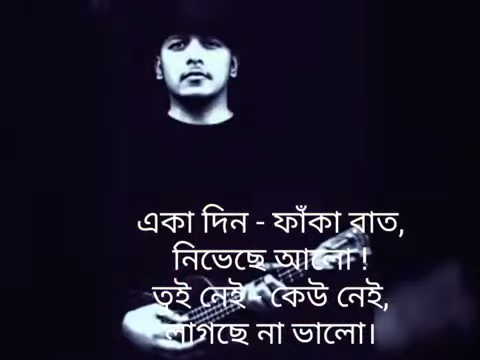 একা দিন - ফাঁকা রাত,
নিভেছে আলো !
তুই নেই - কেউ নেই,
লাগছে না ভালো।